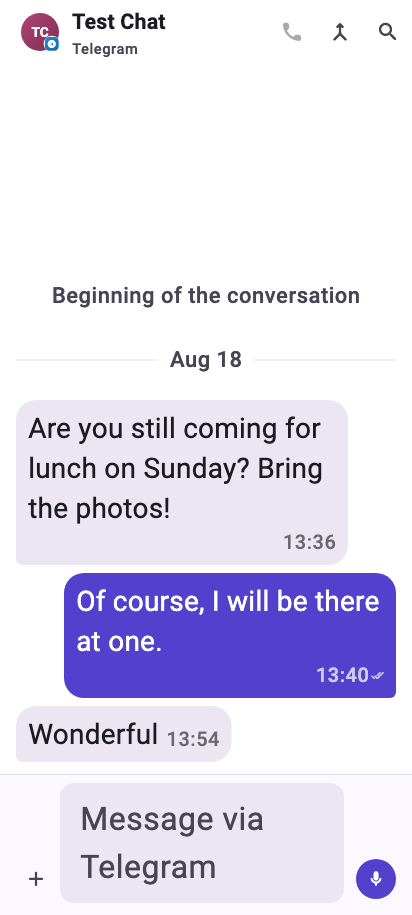 TC
Test Chat
Telegram
Beginning of the conversation
Aug 18
Are you still coming for
lunch on Sunday? Bring
the photos!
13:36
Of course, I will be there
at one.
13:40
Wonderful 13:54
Message via
Telegram